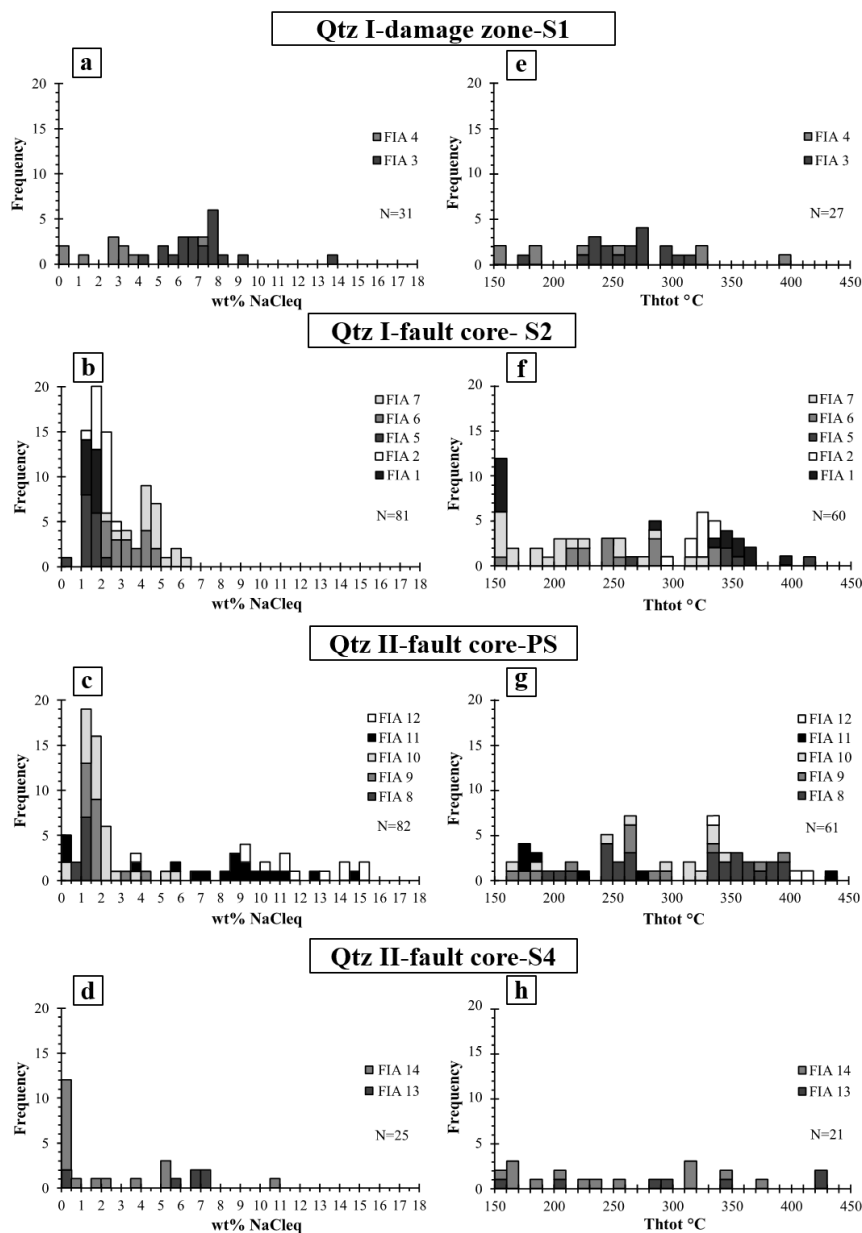 Qtz I-damage zone-S1
a
20
15
10
5
0
Frequency
FIA 4
FIA 3
N=31
0 1 2 3 4 5 6 7 8 9 10 11 12 13 14 15 16 17 18
wt% NaCleq
e
20
15
10
5
0
Frequency
FIA 4
FIA 3
N=27
150 200 250 300 350 400 450
Thtot °C
Qtz I-fault core- S2
b
20
15
10
5
0
Frequency
FIA 7
FIA 6
FIA 5
FIA 2
FIA 1
N=81
0 1 2 3 4 5 6 7 8 9 10 11 12 13 14 15 16 17 18
wt% NaCleq
f
20
15
10
5
0
Frequency
FIA 7
FIA 6
FIA 5
FIA 2
FIA 1
N=60
150 200 250 300 350 400 450
Thtot °C
Qtz II-fault core-PS
c
20
15
10
5
0
Frequency
FIA 12
FIA 11
FIA 10
FIA 9
FIA 8
N=82
0 1 2 3 4 5 6 7 8 9 10 11 12 13 14 15 16 17 18
wt% NaCleq
g
20
15
10
5
0
Frequency
FIA 12
FIA 11
FIA 10
FIA 9
FIA 8
N=61
150 200 250 300 350 400 450
Thtot °C
Qtz II-fault core-S4
d
20
15
10
5
0
Frequency
FIA 14
FIA 13
N=25
0 1 2 3 4 5 6 7 8 9 10 11 12 13 14 15 16 17 18
wt% NaCleq
h
20
15
10
5
0
Frequency
FIA 14
FIA 13
N=21
150 200 250 300 350 400 450
Thtot °C